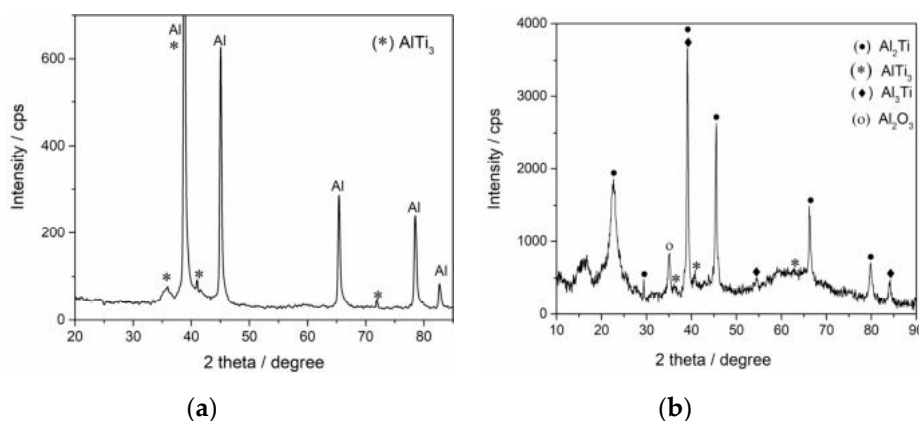 Al
*
Al
(*) AlTi₃
600
400
200
0
Al
Al
Al
*
*
*
20 30 40 50 60 70 80
Intensity / cps
2 theta / degree
(a)
4000
3000
2000
1000
0
(●) Al₂Ti
(*) AlTi₃
(♦) Al₃Ti
(o) Al₂O₃
o
*
*
*
10 20 30 40 50 60 70 80 90
Intensity / cps
2 theta / degree
(b)